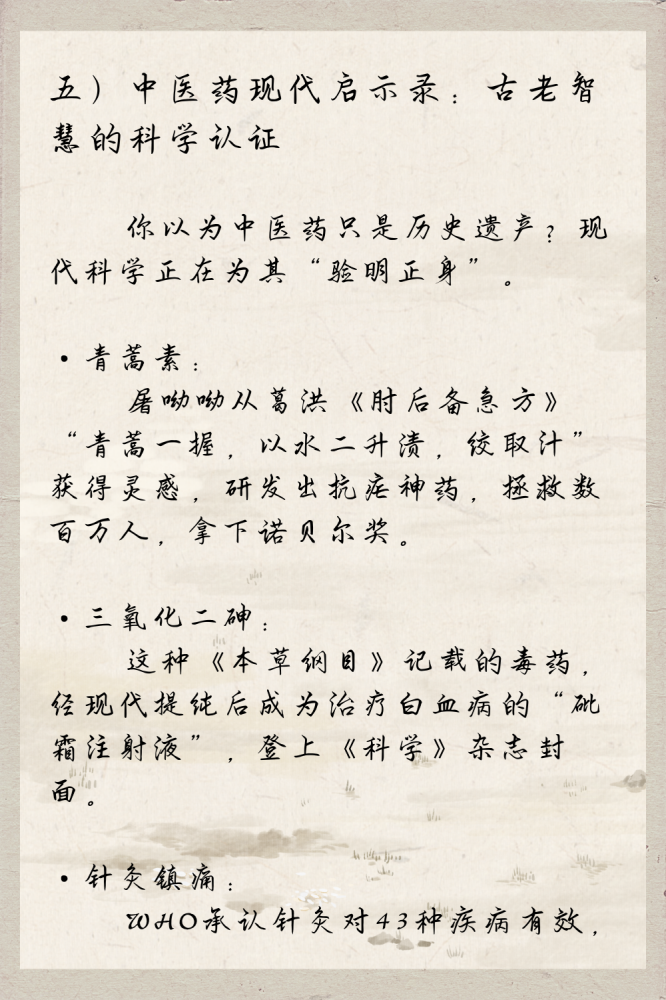 五）中医药现代启示录：古老智
慧的科学认证
你以为中医药只是历史遗产？现
代科学正在为其“验明正身”。
·青蒿素：
屠呦呦从葛洪《肘后备急方》
“青蒿一握，以水二升渍，绞取汁”
获得灵感，研发出抗疟神药，拯救数
百万人，拿下诺贝尔奖。
·三氧化二砷：
这种《本草纲目》记载的毒药，
经现代提纯后成为治疗白血病的“砒
霜注射液”，登上《科学》杂志封
面。
·针灸镇痛：
WHO承认针灸对43种疾病有效，